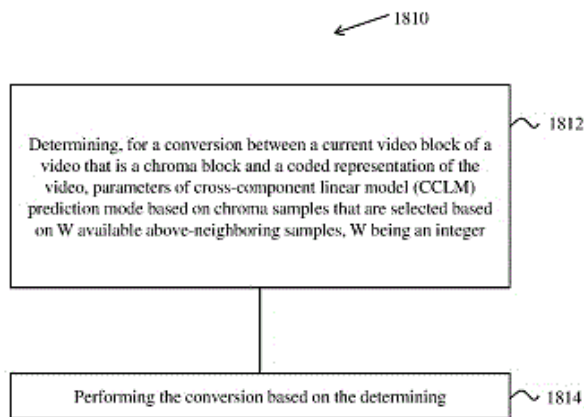 1810
1812
Determining, for a conversion between a current video block of a
video that is a chroma block and a coded representation of the
video, parameters of cross-component linear model (CCLM)
prediction mode based on chroma samples that are selected based
on W available above-neighboring samples, W being an integer
Performing the conversion based on the determining
1814